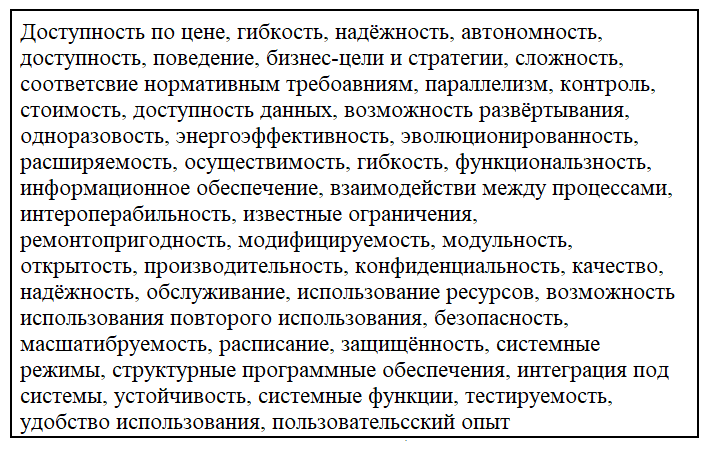 Доступность по цене, гибкость, надёжность, автономность,
доступность, поведение, бизнес-цели и стратегии, сложность,
соответсвие нормативным требоавниям, параллелизм, контроль,
стоимость, доступность данных, возможность развёртывания,
одноразовость, энергоэффективность, эволюционированность,
расширяемость, осуществимость, гибкость, функциональзность,
информационное обеспечение, взаимодействи между процессами,
интероперабильность, известные ограничения,
ремонтопригодность, модифицируемость, модульность,
открытость, производительность, конфиденциальность, качество,
надёжность, обслуживание, использование ресурсов, возможность
использования повторого использования, безопасность,
масшатибруемость, расписание, защищённость, системные
режимы, структурные программные обеспечения, интеграция под
системы, устойчивость, системные функции, тестируемость,
удобство использования, пользовательсский опыт